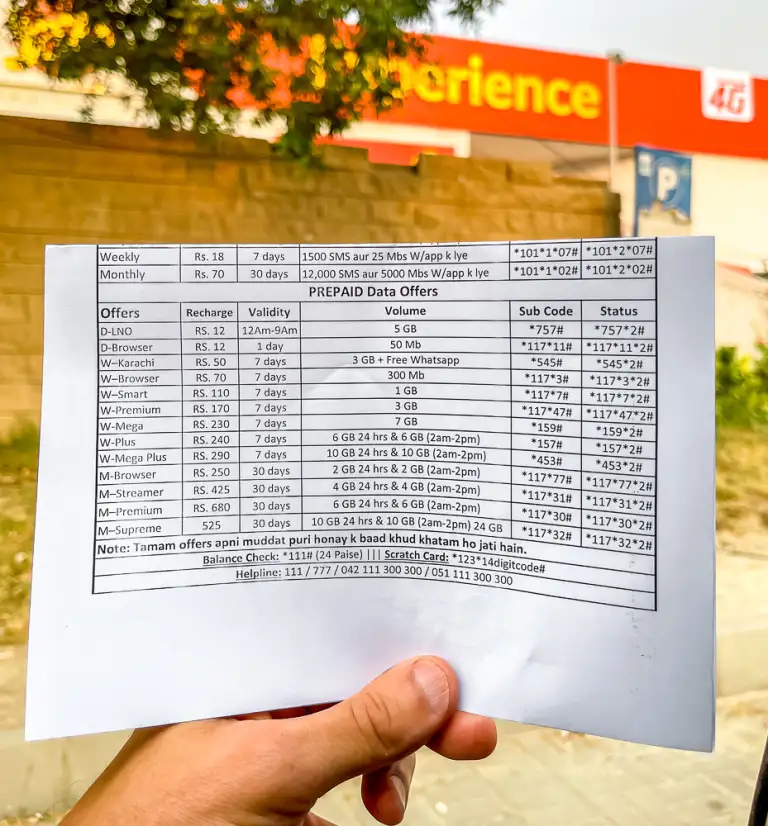 perience
4G
P
Weekly Rs. 18 7 days 1500 SMS aur 25 Mbs W/app k lye *101*1*07# *101*2*07#
Monthly Rs. 70 30 days 12,000 SMS aur 5000 Mbs W/app k lye *101*1*02# *101*2*02#
PREPAID Data Offers
Offers Recharge Validity Volume Sub Code Status
D-LNO RS. 12 12Am-9Am 5 GB *757# *757*2#
D-Browser RS. 12 1 day 50 Mb *117*11# *117*11*2#
W–Karachi RS. 50 7 days 3 GB + Free Whatsapp *545# *545*2#
W–Browser RS. 70 7 days 300 Mb *117*3# *117*3*2#
W–Smart RS. 110 7 days 1 GB *117*7# *117*7*2#
W-Premium RS. 170 7 days 3 GB *117*47# *117*47*2#
W-Mega RS. 230 7 days 7 GB *159# *159*2#
W-Plus RS. 240 7 days 6 GB 24 hrs & 6 GB (2am-2pm) *157# *157*2#
W-Mega Plus RS. 290 7 days 10 GB 24 hrs & 10 GB (2am-2pm) *453# *453*2#
M-Browser RS. 250 30 days 2 GB 24 hrs & 2 GB (2am-2pm) *117*77# *117*77*2#
M–Streamer RS. 425 30 days 4 GB 24 hrs & 4 GB (2am-2pm) *117*31# *117*31*2#
M–Premium RS. 680 30 days 6 GB 24 hrs & 6 GB (2am-2pm) *117*30# *117*30*2#
M–Supreme 525 30 days 10 GB 24 hrs & 10 GB (2am-2pm) 24 GB *117*32# *117*32*2#
Note: Tamam offers apni muddat puri honay k baad khud khatam ho jati hain.
Balance Check: *111# (24 Paise) ||| Scratch Card: *123*14digitcode#
Helpline: 111 / 777 / 042 111 300 300 / 051 111 300 300